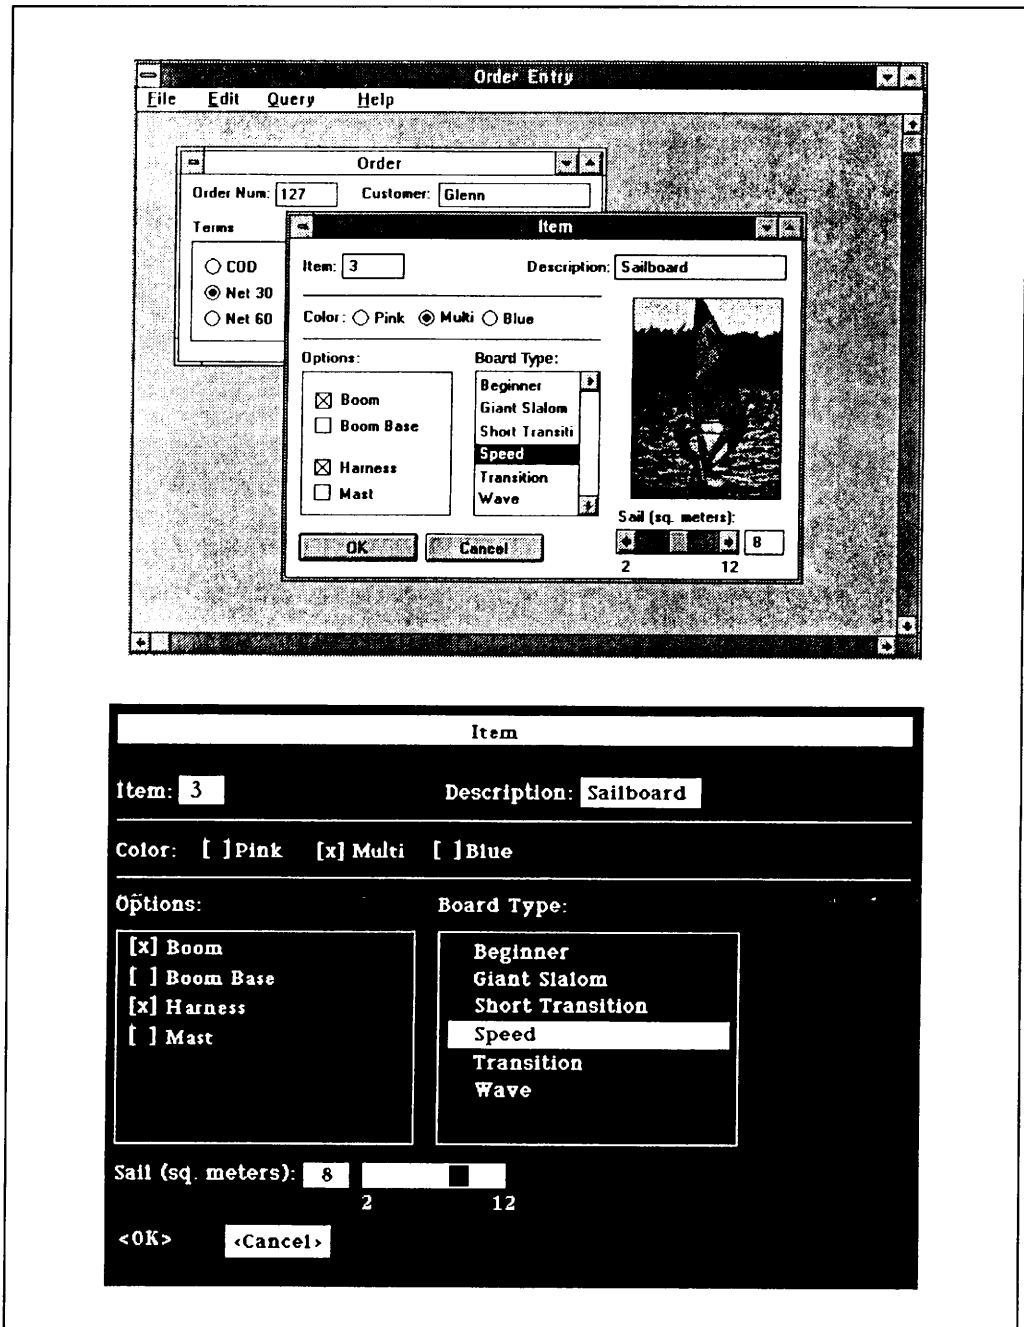 Order Entry
File Edit Query Help
Order
Order Num: 127 Customer: Glenn
Terms
COD
Net 30
Net 60
Item
Item: 3 Description: Sailboard
Color: Pink Multi Blue
Options: Board Type:
Boom
Boom Base
Harness
Mast
Beginner
Giant Slalom
Short Transiti
Speed
Transition
Wave
Sail (sq. meters):
8
2 12
OK Cancel
Item
Item: 3 Description: Sailboard
Color: [ ] Pink [x] Multi [ ] Blue
Options: Board Type:
[x] Boom
[ ] Boom Base
[x] Harness
[ ] Mast
Beginner
Giant Slalom
Short Transition
Speed
Transition
Wave
Sail (sq. meters): 8
2 12
<OK> <Cancel>